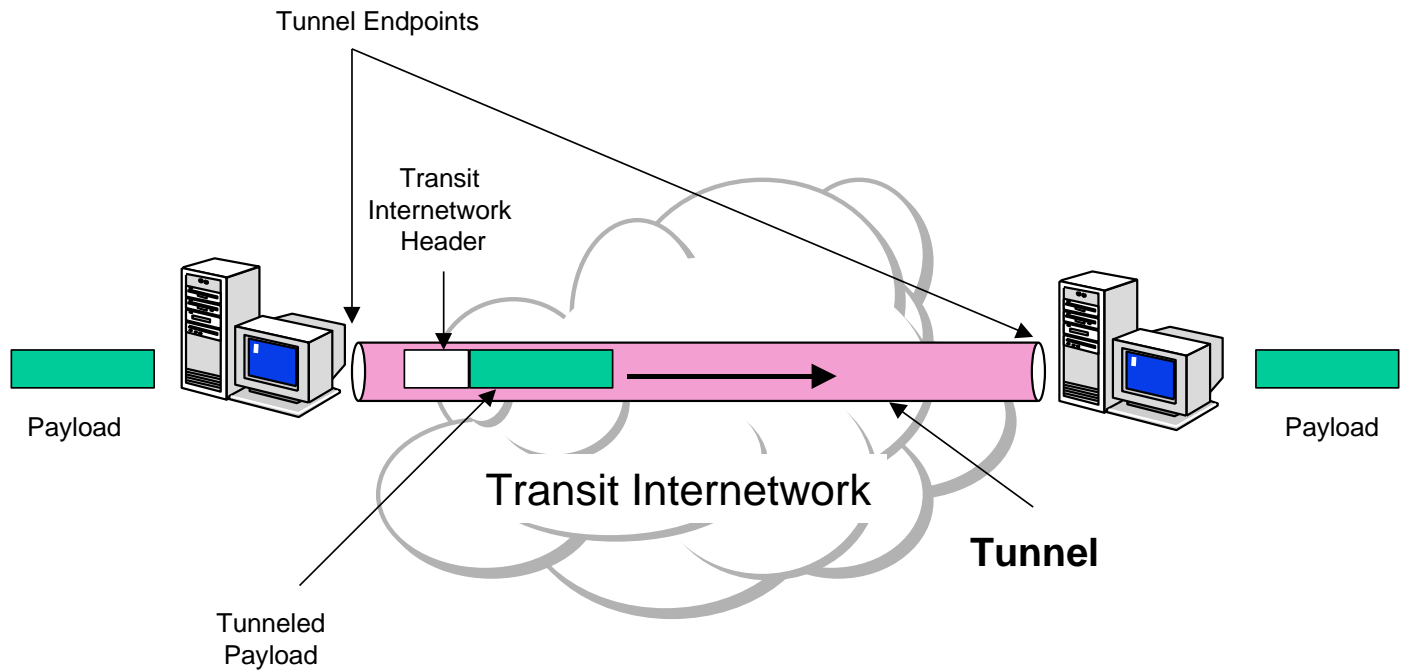 Tunnel Endpoints
Transit
Internetwork
Header
Payload
Payload
Transit Internetwork
Tunnel
Tunneled
Payload